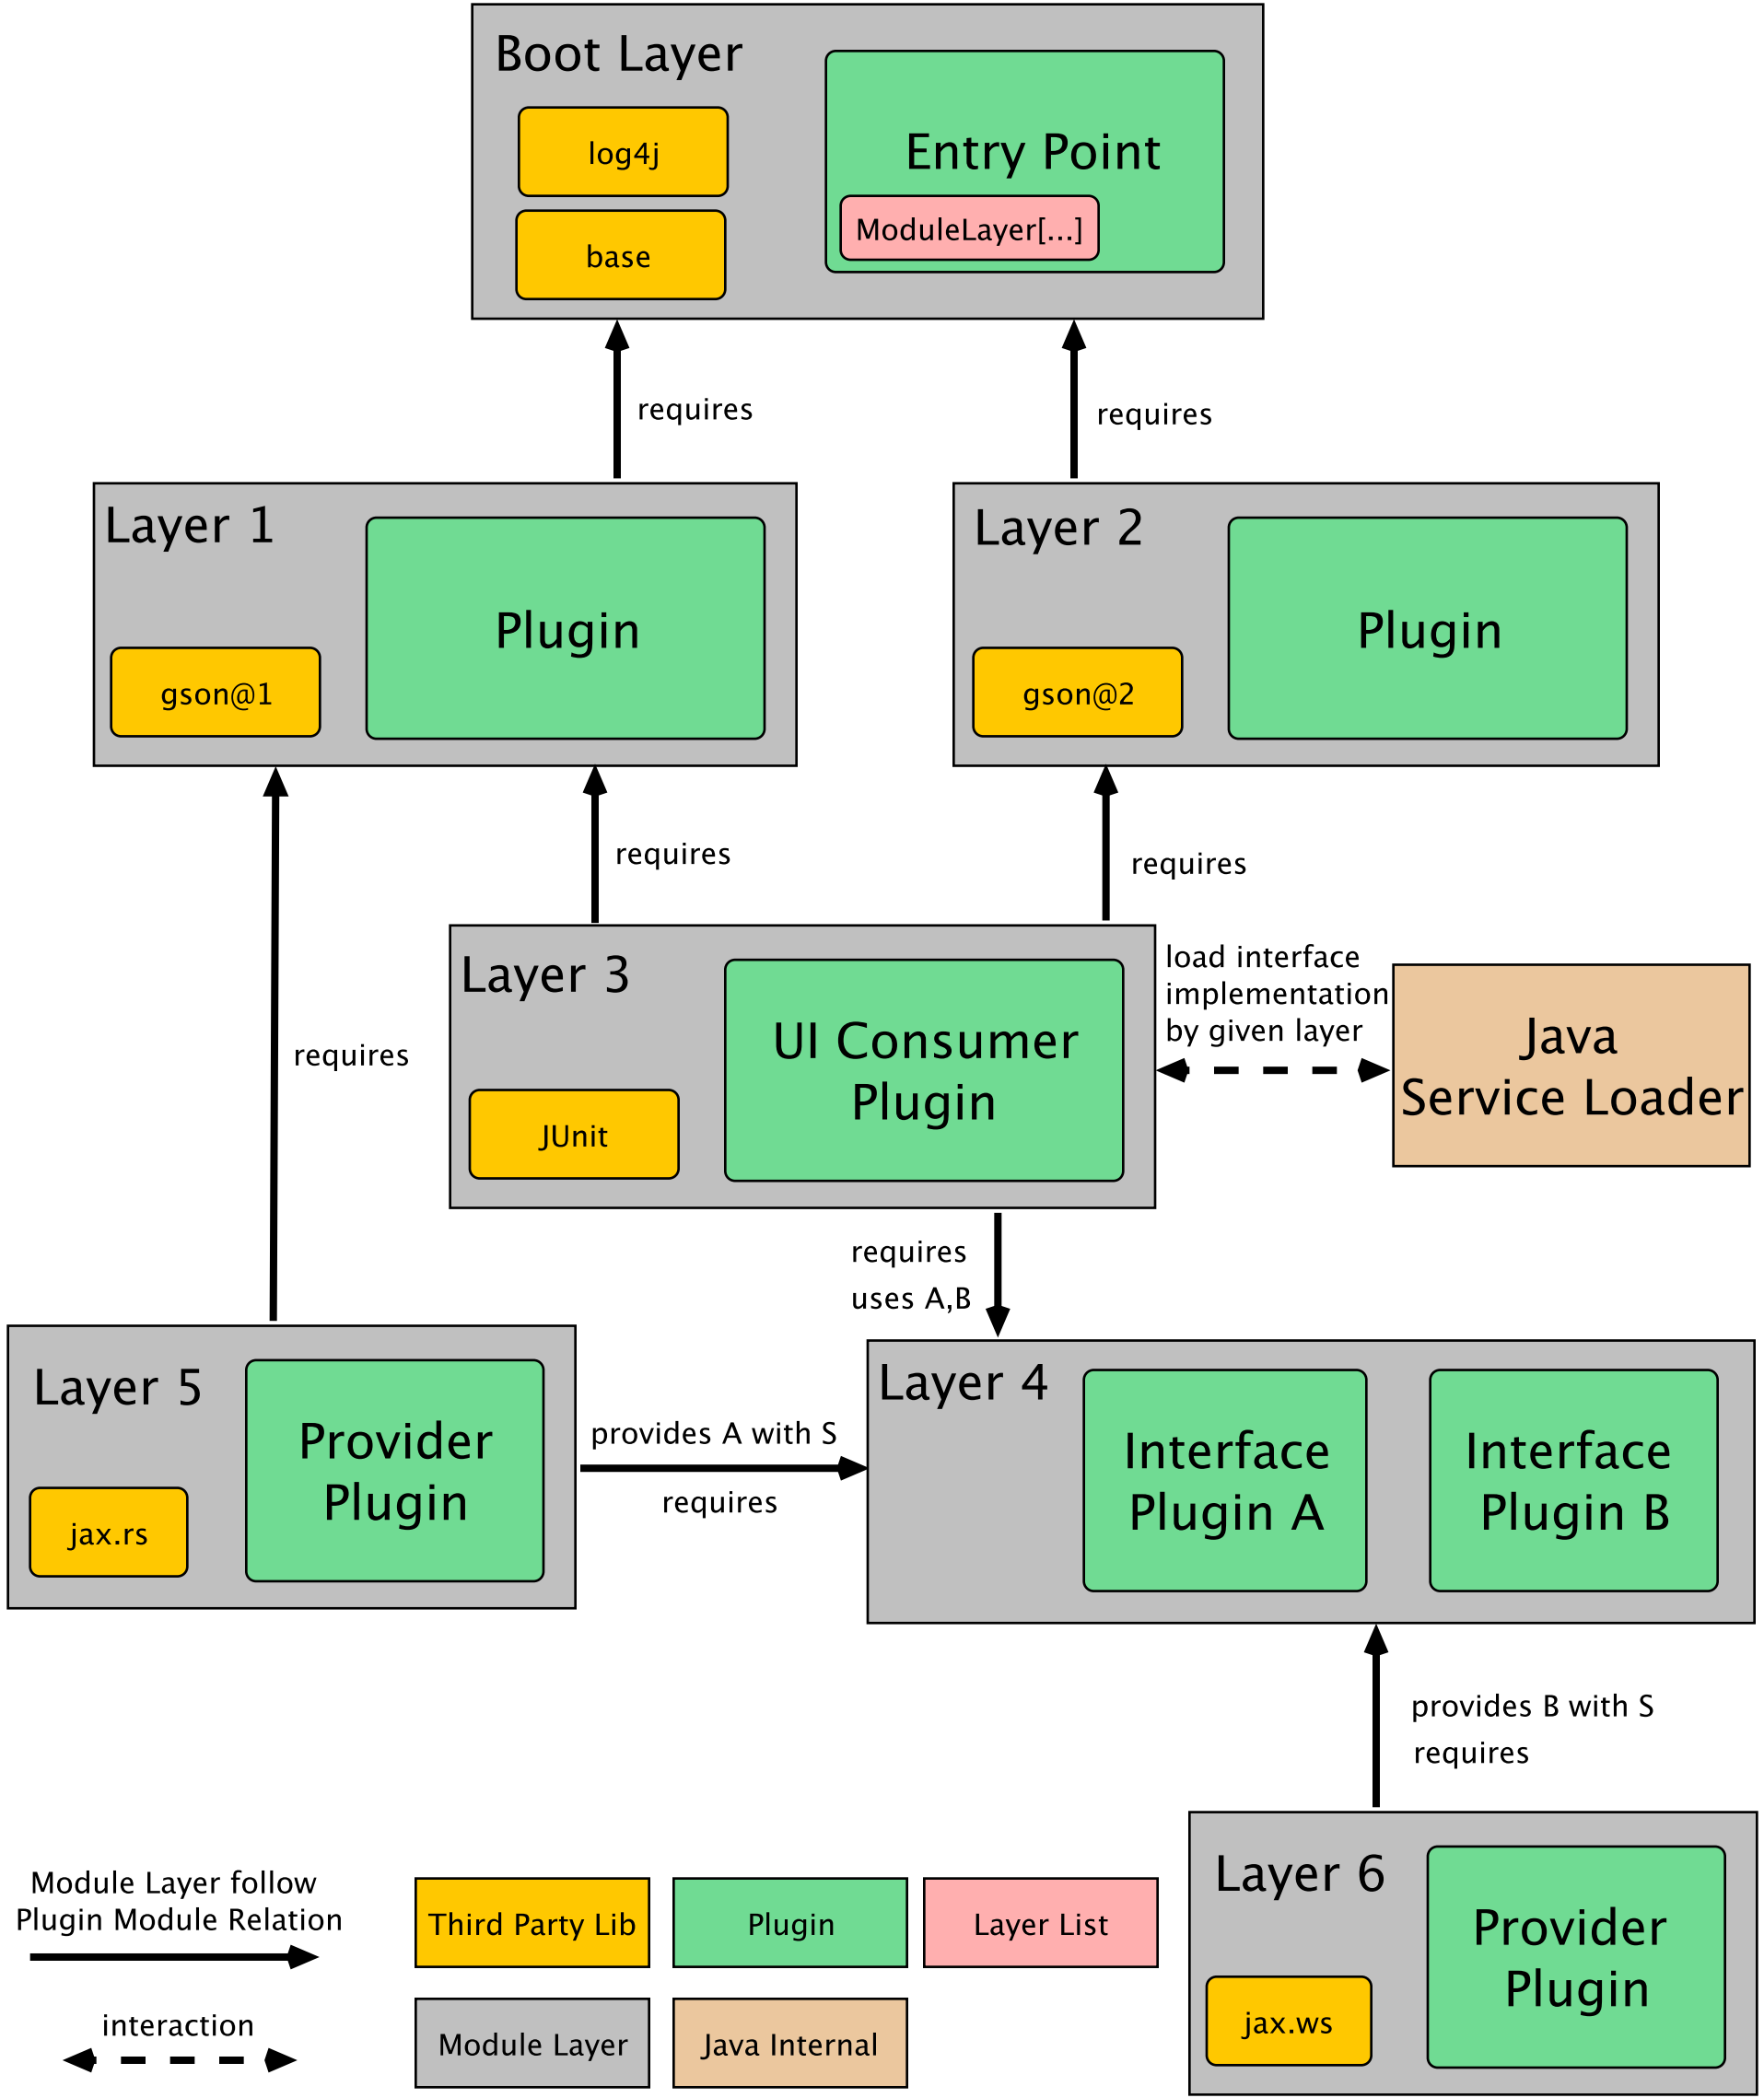 Boot Layer
log4j
base
Entry Point
ModuleLayer[...]
requires
requires
Layer 1
Plugin
gson@1
Layer 2
Plugin
gson@2
requires
requires
requires
Layer 3
UI Consumer
Plugin
JUnit
load interface
implementation
by given layer
Java
Service Loader
requires
uses A,B
Layer 5
Provider
Plugin
jax.rs
provides A with S
requires
Layer 4
Interface
Plugin A
Interface
Plugin B
provides B with S
requires
Layer 6
Provider
Plugin
jax.ws
Module Layer follow
Plugin Module Relation
interaction
Third Party Lib
Plugin
Layer List
Module Layer
Java Internal